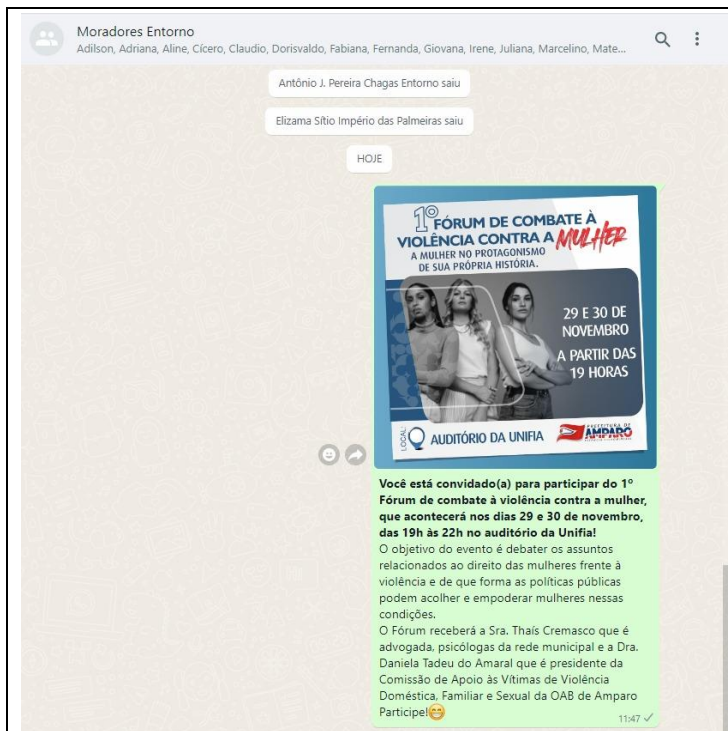 Moradores Entorno
Adilson, Adriana, Aline, Cícero, Claudio, Dorisvaldo, Fabiana, Fernanda, Giovana, Irene, Juliana, Marcelino, Mate...
Antônio J. Pereira Chagas Entorno saiu
Elizama Sítio Império das Palmeiras saiu
HOJE
1º FÓRUM DE COMBATE À
VIOLÊNCIA CONTRA A MULHER
A MULHER NO PROTAGONISMO
DE SUA PRÓPRIA HISTÓRIA.
29 E 30 DE
NOVEMBRO
A PARTIR DAS
19 HORAS
LOCAL:
AUDITÓRIO DA UNIFIA
PREFEITURA DE
AMPARO
Você está convidado(a) para participar do 1º
Fórum de combate à violência contra a mulher,
que acontecerá nos dias 29 e 30 de novembro,
das 19h às 22h no auditório da Unifia!
O objetivo do evento é debater os assuntos
relacionados ao direito das mulheres frente à
violência e de que forma as políticas públicas
podem acolher e empoderar mulheres nessas
condições.
O Fórum receberá a Sra. Thaís Cremasco que é
advogada, psicólogas da rede municipal e a Dra.
Daniela Tadeu do Amaral que é presidente da
Comissão de Apoio às Vítimas de Violência
Doméstica, Familiar e Sexual da OAB de Amparo
Participe!😁
11:47